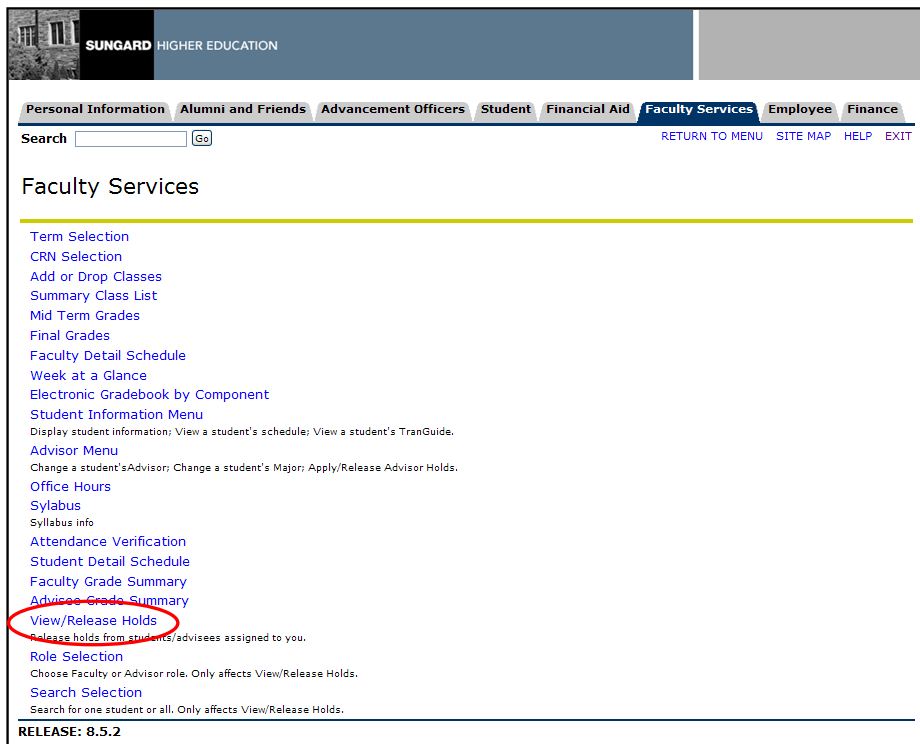 SUNGARD HIGHER EDUCATION
Personal Information Alumni and Friends Advancement Officers Student Financial Aid Faculty Services Employee Finance
Search Go RETURN TO MENU SITE MAP HELP EXIT
Faculty Services
Term Selection
CRN Selection
Add or Drop Classes
Summary Class List
Mid Term Grades
Final Grades
Faculty Detail Schedule
Week at a Glance
Electronic Gradebook by Component
Student Information Menu
Display student information; View a student's schedule; View a student's TranGuide.
Advisor Menu
Change a student'sAdvisor; Change a student's Major; Apply/Release Advisor Holds.
Office Hours
Sylabus
Syllabus info
Attendance Verification
Student Detail Schedule
Faculty Grade Summary
Advisee Grade Summary
View/Release Holds
Release holds from students/advisees assigned to you.
Role Selection
Choose Faculty or Advisor role. Only affects View/Release Holds.
Search Selection
Search for one student or all. Only affects View/Release Holds.
RELEASE: 8.5.2